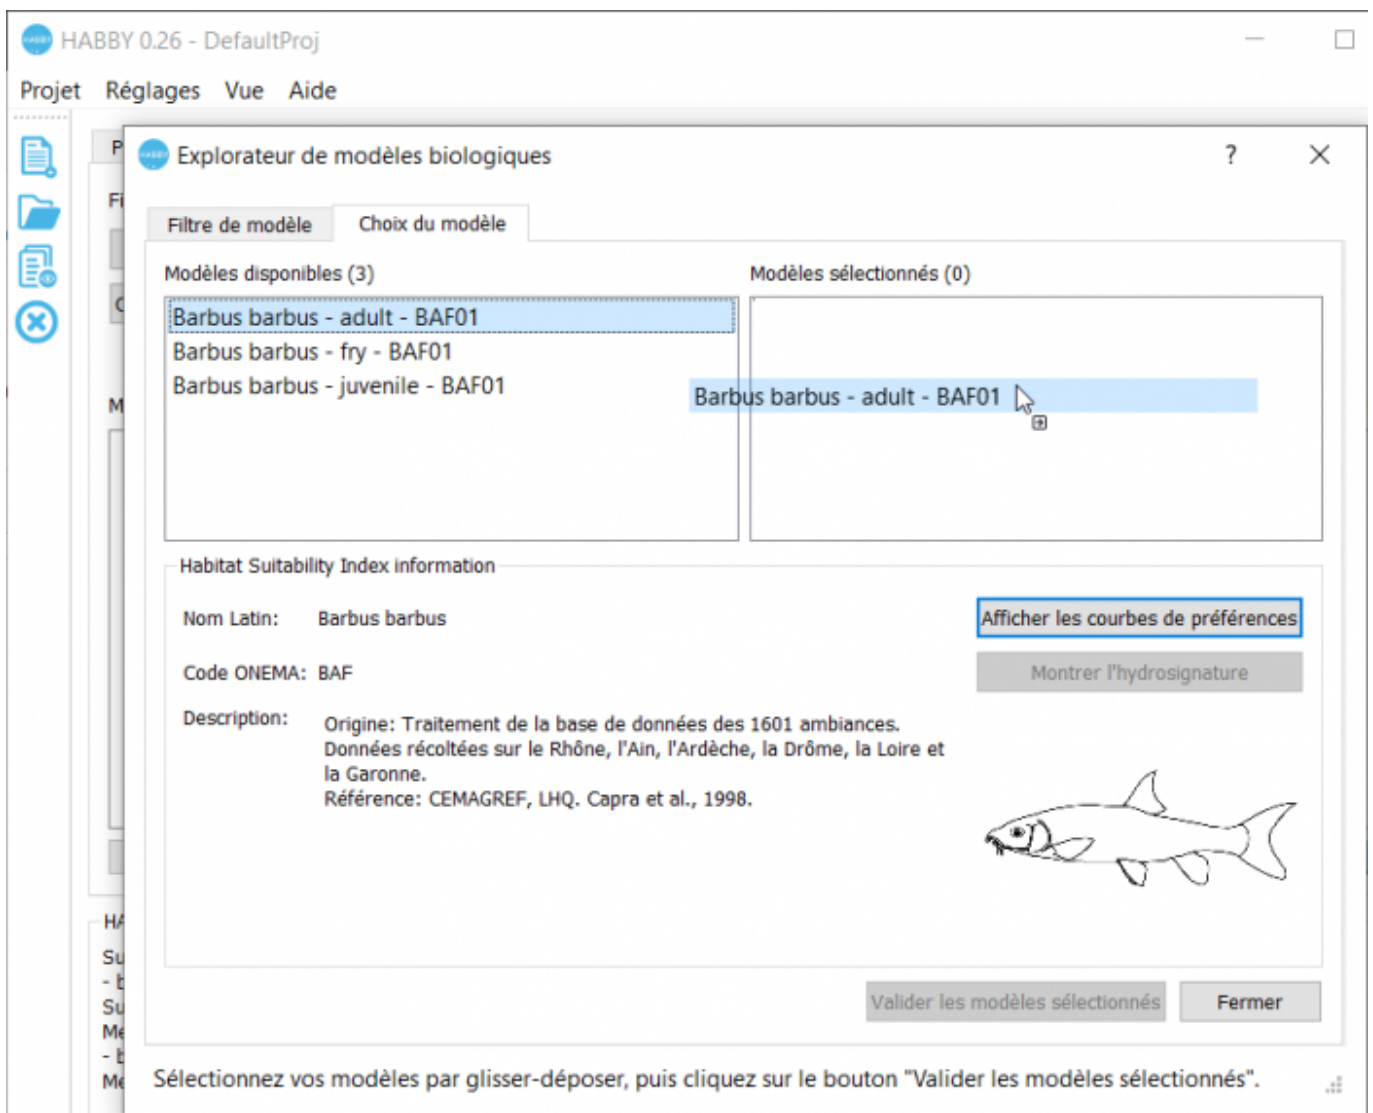 HABBY 0.26 - DefaultProj
Projet Réglages Vue Aide
HABBY Explorateur de modèles biologiques ?
Filtre de modèle Choix du modèle
Modèles disponibles (3) Modèles sélectionnés (0)
Barbus barbus - adult - BAF01
Barbus barbus - fry - BAF01
Barbus barbus - juvenile - BAF01
Barbus barbus - adult - BAF01
Habitat Suitability Index information
Nom Latin: Barbus barbus Afficher les courbes de préférences
Code ONEMA: BAF Montrer l'hydrosignature
Description: Origine: Traitement de la base de données des 1601 ambiances.
Données récoltées sur le Rhône, l'Ain, l'Ardèche, la Drôme, la Loire et
la Garonne.
Référence: CEMAGREF, LHQ. Capra et al., 1998.
Valider les modèles sélectionnés Fermer
Sélectionnez vos modèles par glisser-déposer, puis cliquez sur le bouton "Valider les modèles sélectionnés".